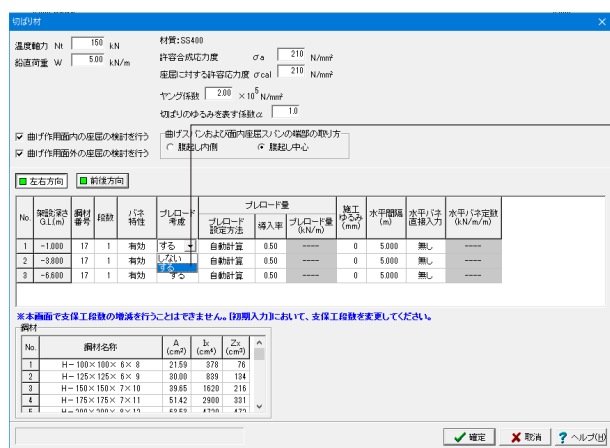 切ばり材
温度軸力 Nt 150 kN
鉛直荷重 W 5.00 kN/m
材質:SS400
許容合成応力度 σa 210 N/mm²
座屈に対する許容応力度 σcal 210 N/mm²
ヤング係数 2.00 ×10⁵N/mm²
切ばりのゆるみを表す係数α 1.0
曲げ作用面内の座屈の検討を行う
曲げ作用面外の座屈の検討を行う
曲げスパンおよび面内座屈スパンの端部の取り方
腹起し内側 腹起し中心
左右方向 前後方向
No. 架設深さ G.L(m) 鋼材番号 段数 バネ特性 プレロード考慮 プレロード量 施工ゆるみ(mm) 水平間隔(m) 水平バネ直接入力 水平バネ定数(kN/m/m)
プレロード設定方法 導入率 プレロード量(kN/m)
1 -1.000 17 1 有効 する 自動計算 0.50 ---- 0 5.000 無し
2 -3.800 17 1 有効 しない 自動計算 0.50 ---- 0 5.000 無し
する
3 -6.600 17 1 有効 する 自動計算 0.50 ---- 0 5.000 無し
※本画面で支保工段数の増減を行うことはできません。[初期入力]において、支保工段数を変更してください。
鋼材
No. 鋼材名称 A (cm²) Ix (cm⁴) Zx (cm³)
1 H-100×100× 6× 8 21.59 378 76
2 H-125×125× 6× 9 30.00 839 134
3 H-150×150× 7×10 39.65 1620 216
4 H-175×175× 7×11 51.42 2900 331
5 H-200×200× 8×12 63.53 4720 472
確定 取消 ヘルプ(H)